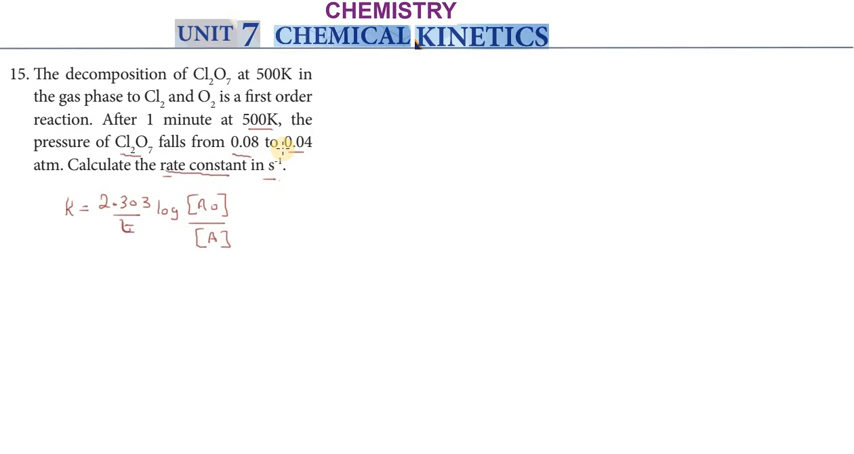 CHEMISTRY
UNIT 7 CHEMICAL KINETICS
15. The decomposition of Cl₂O₇ at 500K in
the gas phase to Cl₂ and O₂ is a first order
reaction. After 1 minute at 500K, the
pressure of Cl₂O₇ falls from 0.08 to 0.04
atm. Calculate the rate constant in s⁻¹.
K = 2.303/t log [A₀]/[A]